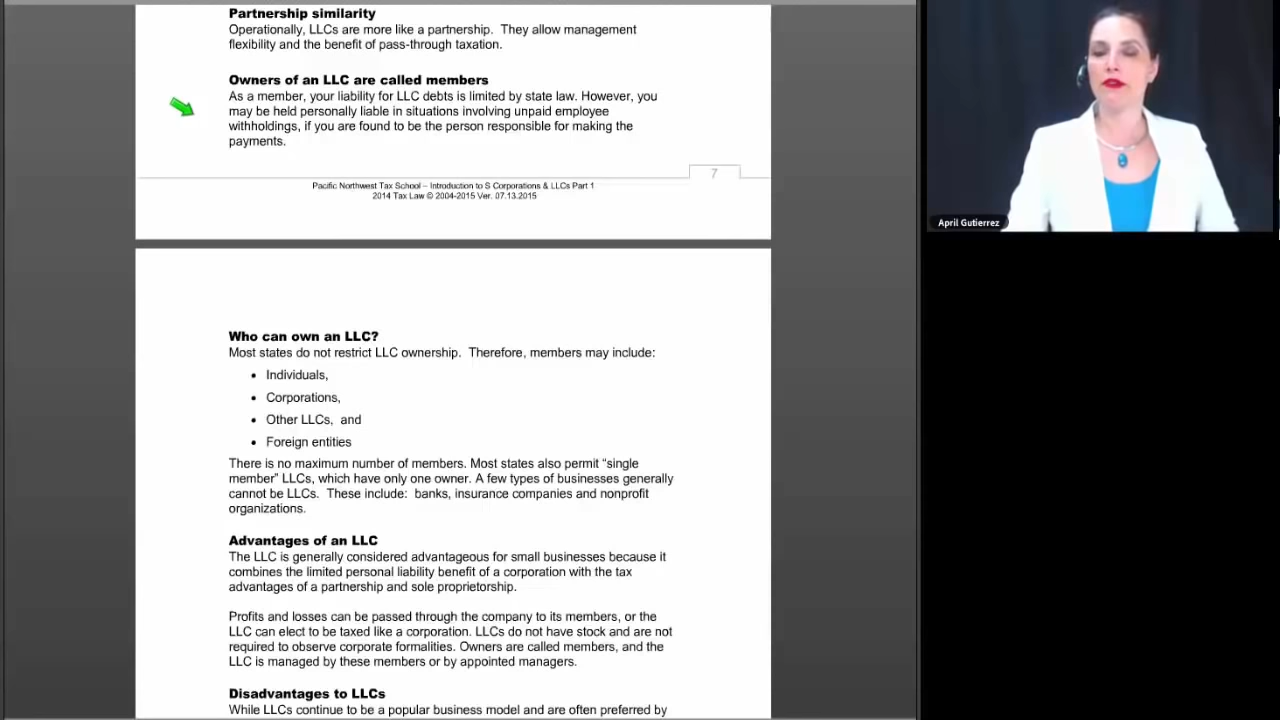 Partnership similarity
Operationally, LLCs are more like a partnership.  They allow management
flexibility and the benefit of pass-through taxation.
Owners of an LLC are called members
As a member, your liability for LLC debts is limited by state law. However, you
may be held personally liable in situations involving unpaid employee
withholdings, if you are found to be the person responsible for making the
payments.
7
Pacific Northwest Tax School – Introduction to S Corporations & LLCs Part 1
2014 Tax Law © 2004-2015 Ver. 07.13.2015
Who can own an LLC?
Most states do not restrict LLC ownership.  Therefore, members may include:
• Individuals,
• Corporations,
• Other LLCs,  and
• Foreign entities
There is no maximum number of members. Most states also permit “single
member” LLCs, which have only one owner. A few types of businesses generally
cannot be LLCs.  These include:  banks, insurance companies and nonprofit
organizations.
Advantages of an LLC
The LLC is generally considered advantageous for small businesses because it
combines the limited personal liability benefit of a corporation with the tax
advantages of a partnership and sole proprietorship.
Profits and losses can be passed through the company to its members, or the
LLC can elect to be taxed like a corporation. LLCs do not have stock and are not
required to observe corporate formalities. Owners are called members, and the
LLC is managed by these members or by appointed managers.
Disadvantages to LLCs
While LLCs continue to be a popular business model and are often preferred by
April Gutierrez